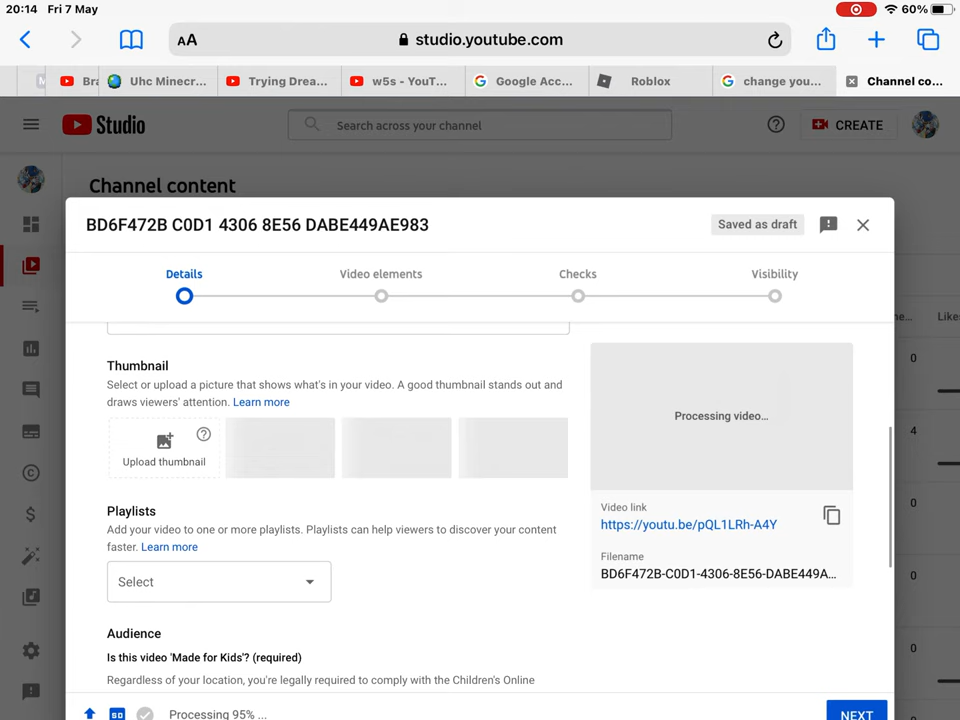 20:14 Fri 7 May 60%
AA studio.youtube.com
M Bra Uhc Minecr... Trying Drea... w5s - YouT... Google Acc... Roblox change you... Channel co...
Studio Search across your channel CREATE
Channel content
BD6F472B C0D1 4306 8E56 DABE449AE983 Saved as draft
Details Video elements Checks Visibility
ne... Likes
Thumbnail
Select or upload a picture that shows what's in your video. A good thumbnail stands out and
draws viewers' attention. Learn more
Upload thumbnail
Processing video...
Playlists
Add your video to one or more playlists. Playlists can help viewers to discover your content
faster. Learn more
Select
Video link
https://youtu.be/pQL1LRh-A4Y
Filename
BD6F472B-C0D1-4306-8E56-DABE449A...
Audience
Is this video 'Made for Kids'? (required)
Regardless of your location, you're legally required to comply with the Children's Online
0
4
0
0
0
SD Processing 95% ...
NEXT